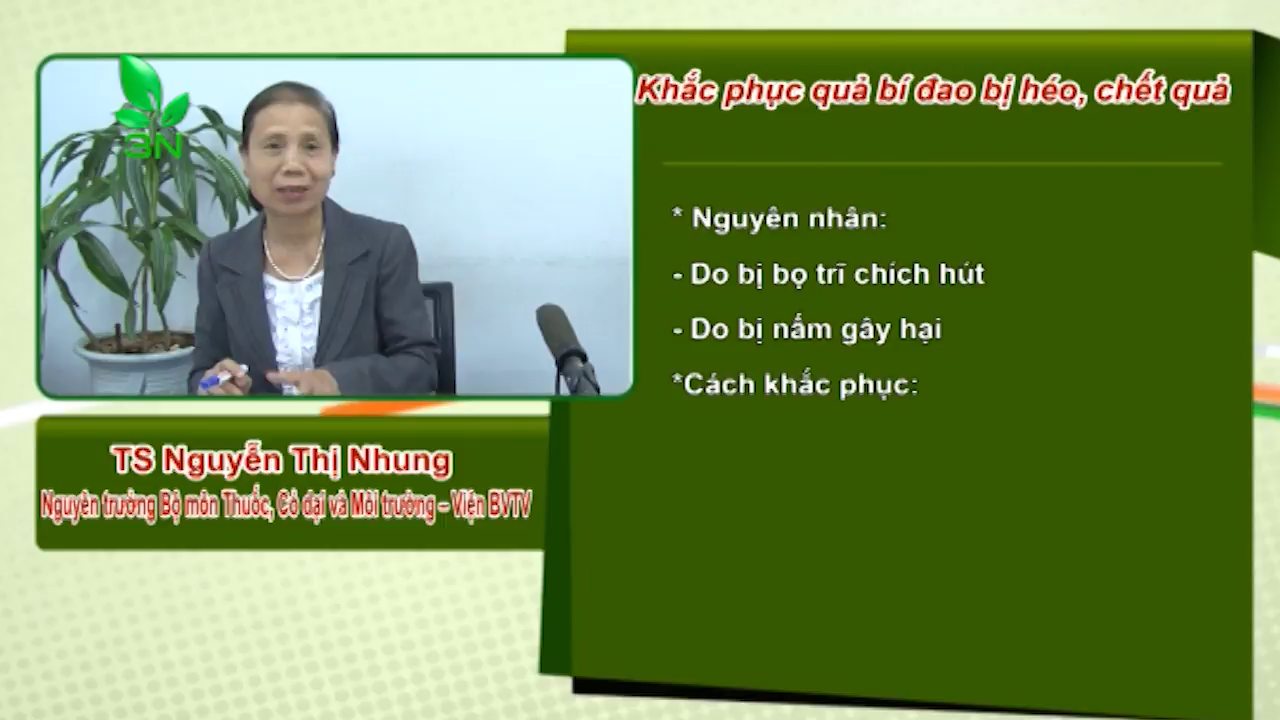 3N
Khắc phục quả bí đao bị héo, chết quả
* Nguyên nhân:
- Do bị bọ trĩ chích hút
- Do bị nấm gây hại
*Cách khắc phục:
TS Nguyễn Thị Nhung
Nguyên trưởng Bộ môn Thuốc, Cỏ dại và Môi trường – Viện BVTV